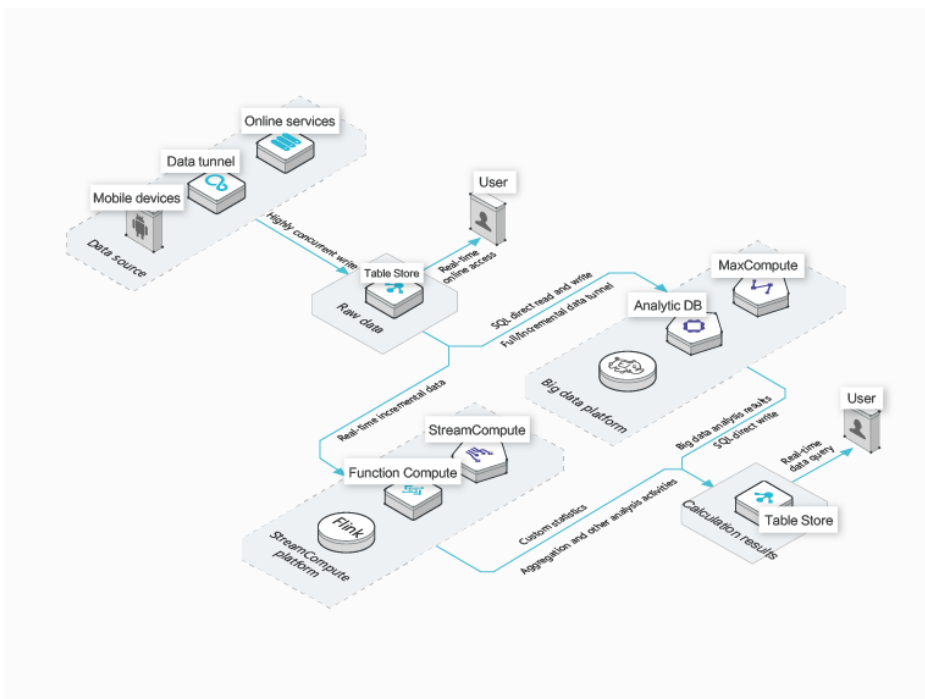 Online services
Data tunnel
Mobile devices
Data source
Highly concurrent write
User
Real-time
online access
Table Store
Raw data
SQL direct read and write
Full/Incremental data tunnel
MaxCompute
Analytic DB
Big data platform
Real-time incremental data
StreamCompute
Function Compute
Flink
StreamCompute
platform
Big data analysis results
SQL direct write
User
Real-time
data query
Custom statistics
Aggregation and other analysis activities
Table Store
Calculation results